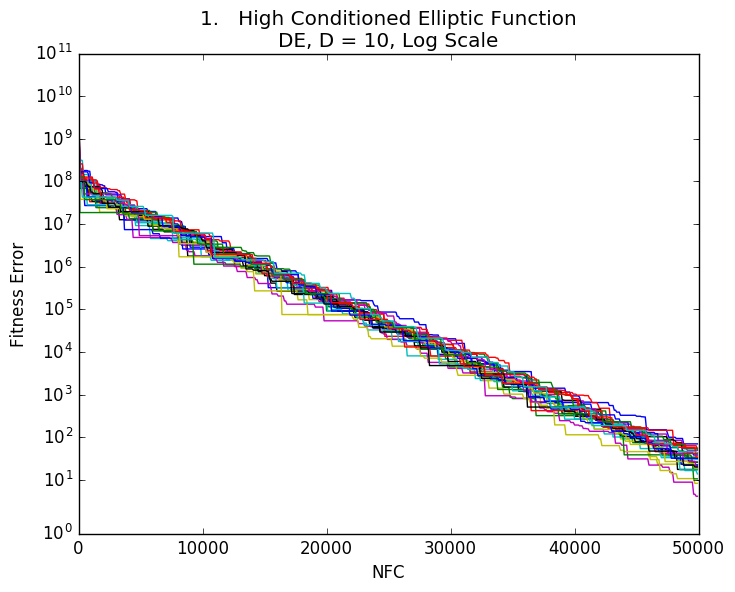 1.   High Conditioned Elliptic Function
DE, D = 10, Log Scale
10^11
10^10
10^9
10^8
10^7
10^6
10^5
10^4
10^3
10^2
10^1
10^0
Fitness Error
0 10000 20000 30000 40000 50000
NFC